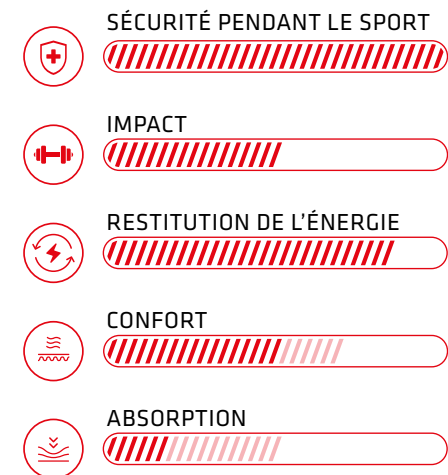 SÉCURITÉ PENDANT LE SPORT
IMPACT
RESTITUTION DE L’ÉNERGIE
CONFORT
ABSORPTION